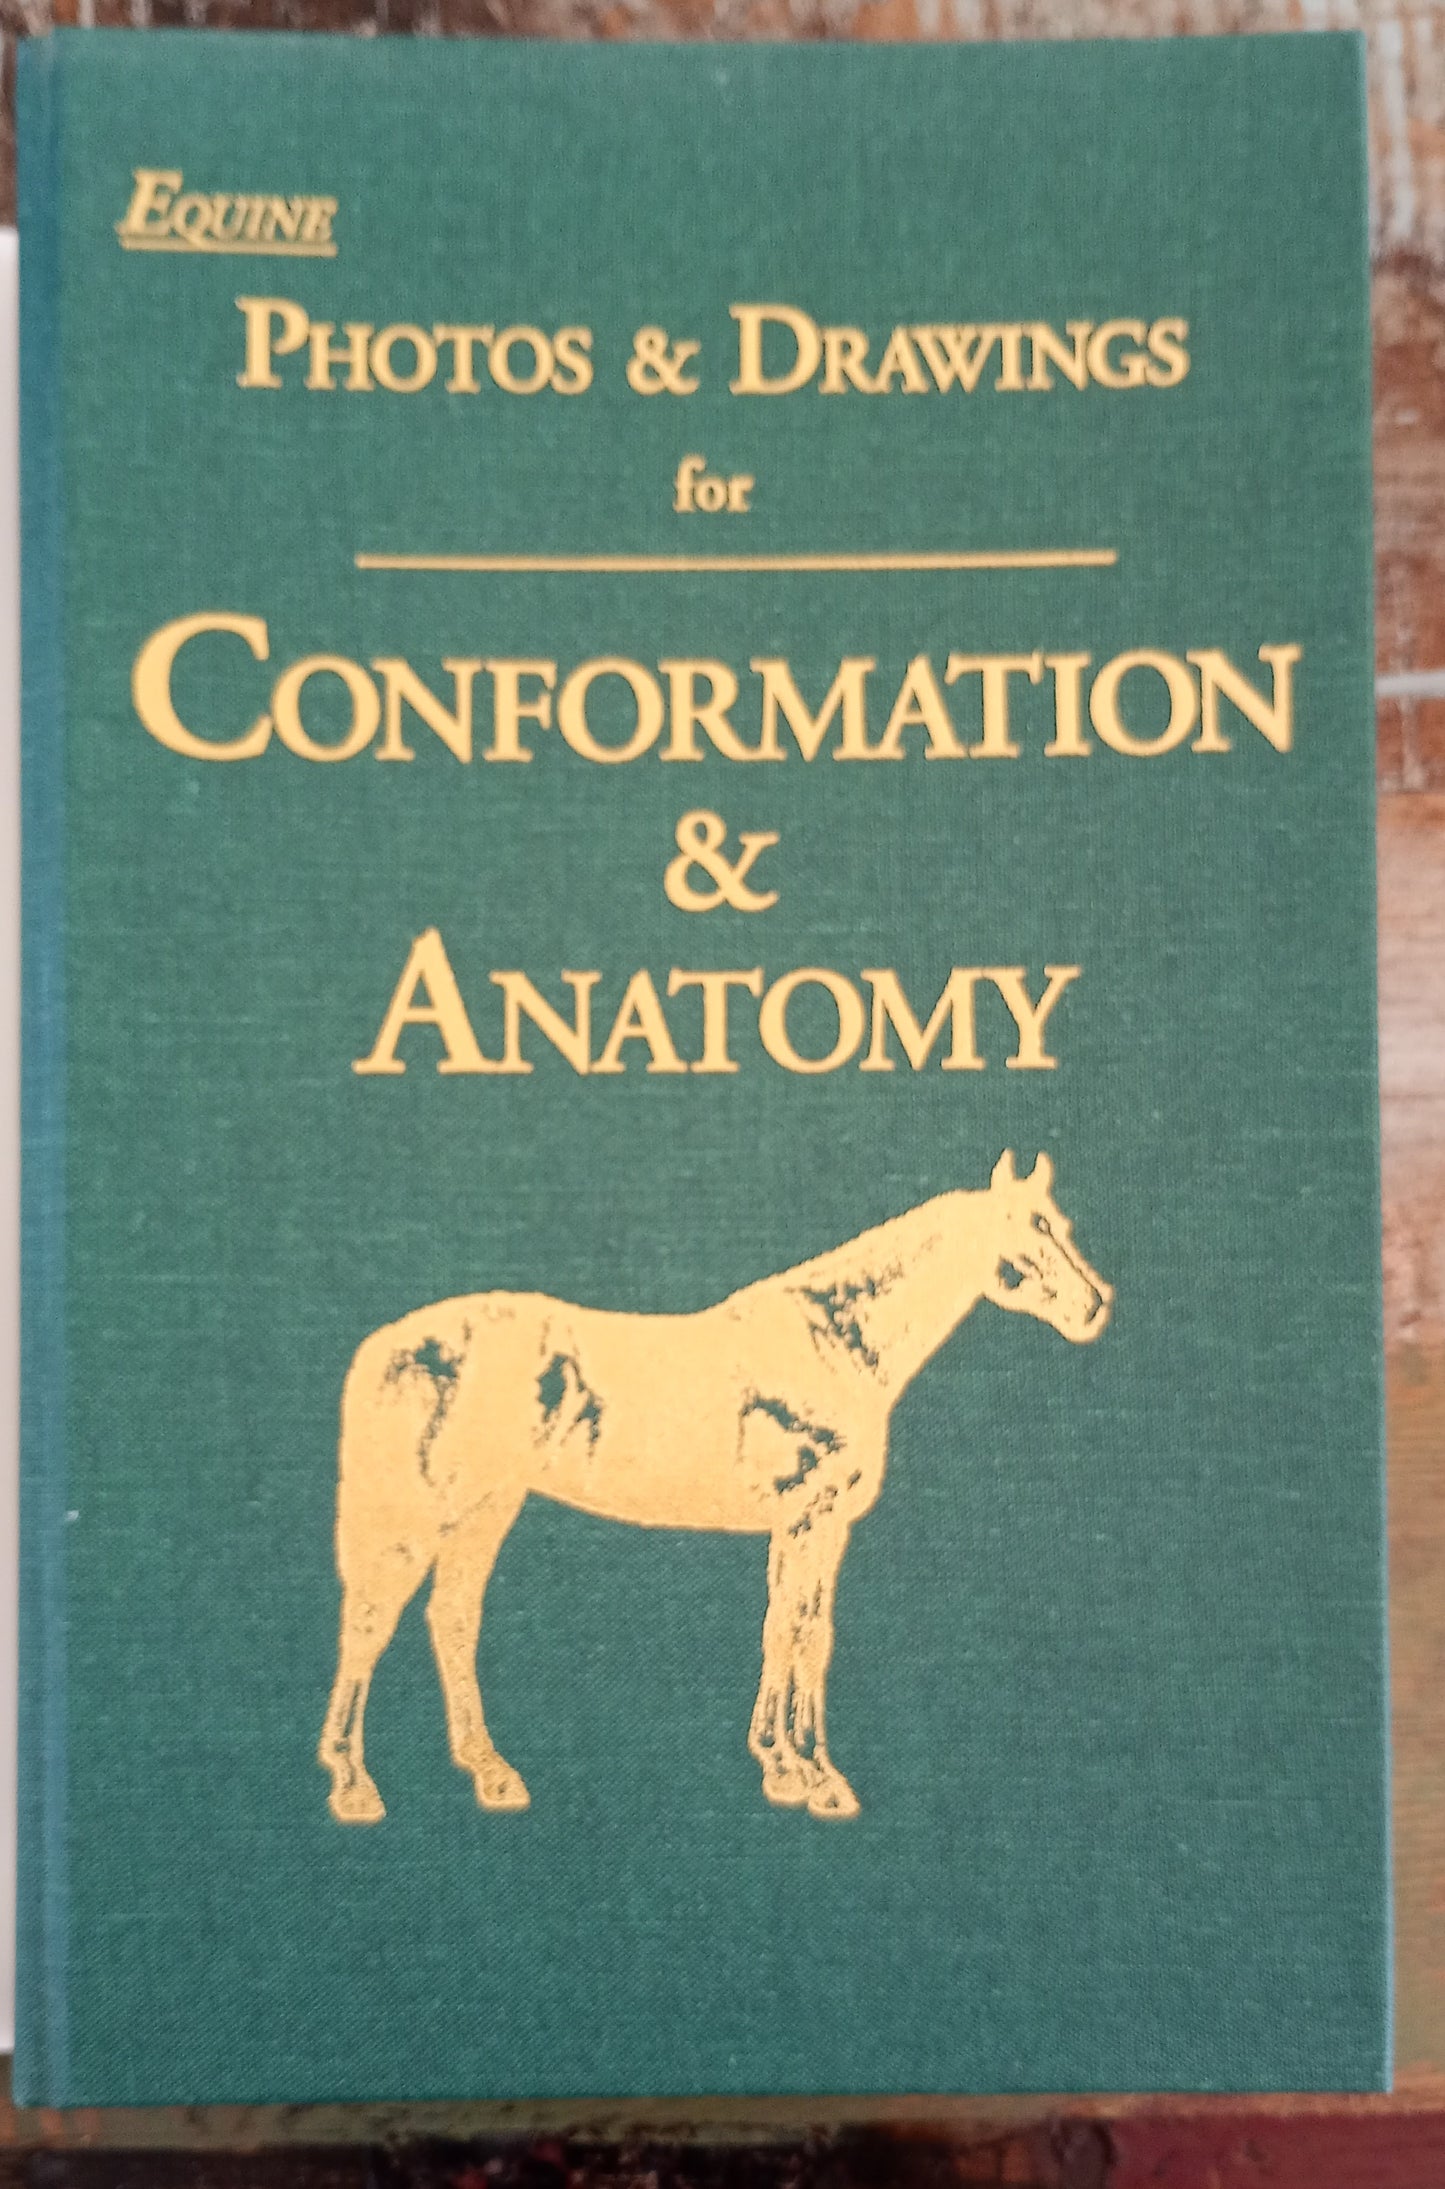 EQUINE
PHOTOS & DRAWINGS
for
CONFORMATION
&
ANATOMY